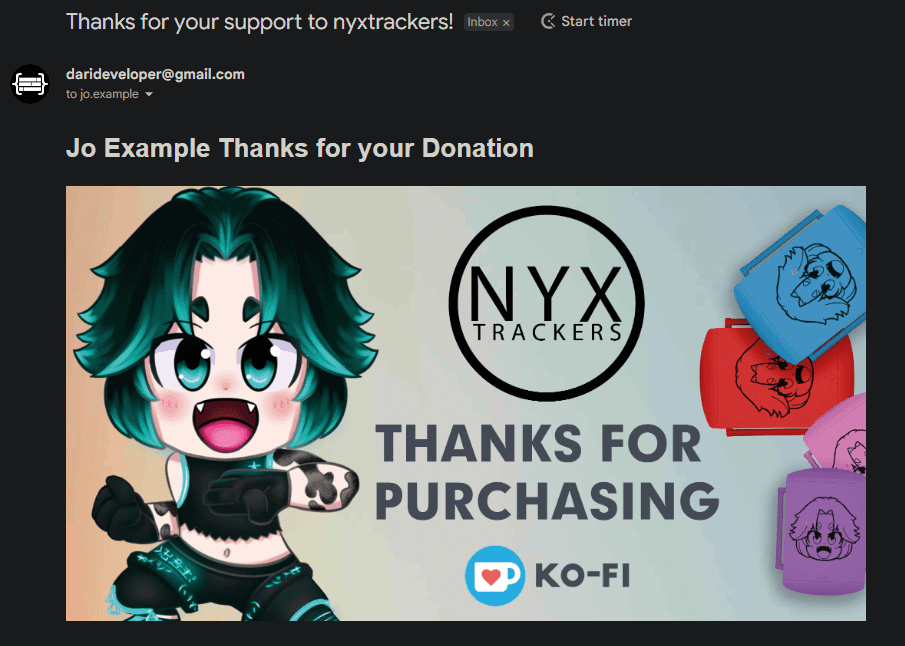 Thanks for your support to nyxtrackers! Inbox × Start timer
darideveloper@gmail.com
to jo.example
Jo Example Thanks for your Donation
NYX
TRACKERS
THANKS FOR
PURCHASING
KO-FI